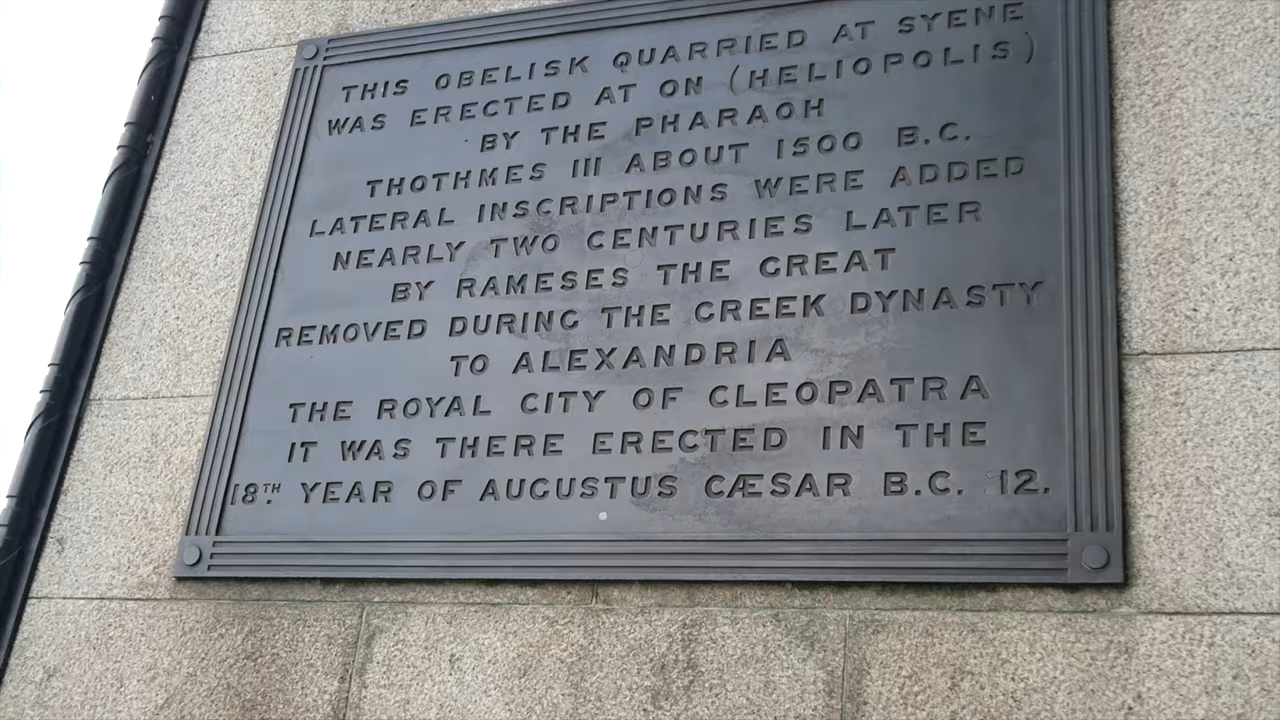 THIS OBELISK QUARRIED AT SYENE
WAS ERECTED AT ON (HELIOPOLIS)
BY THE PHARAOH
THOTHMES III ABOUT 1500 B.C.
LATERAL INSCRIPTIONS WERE ADDED
NEARLY TWO CENTURIES LATER
BY RAMESES THE GREAT
REMOVED DURING THE GREEK DYNASTY
TO ALEXANDRIA
THE ROYAL CITY OF CLEOPATRA
IT WAS THERE ERECTED IN THE
18TH. YEAR OF AUGUSTUS CÆSAR B.C. 12.